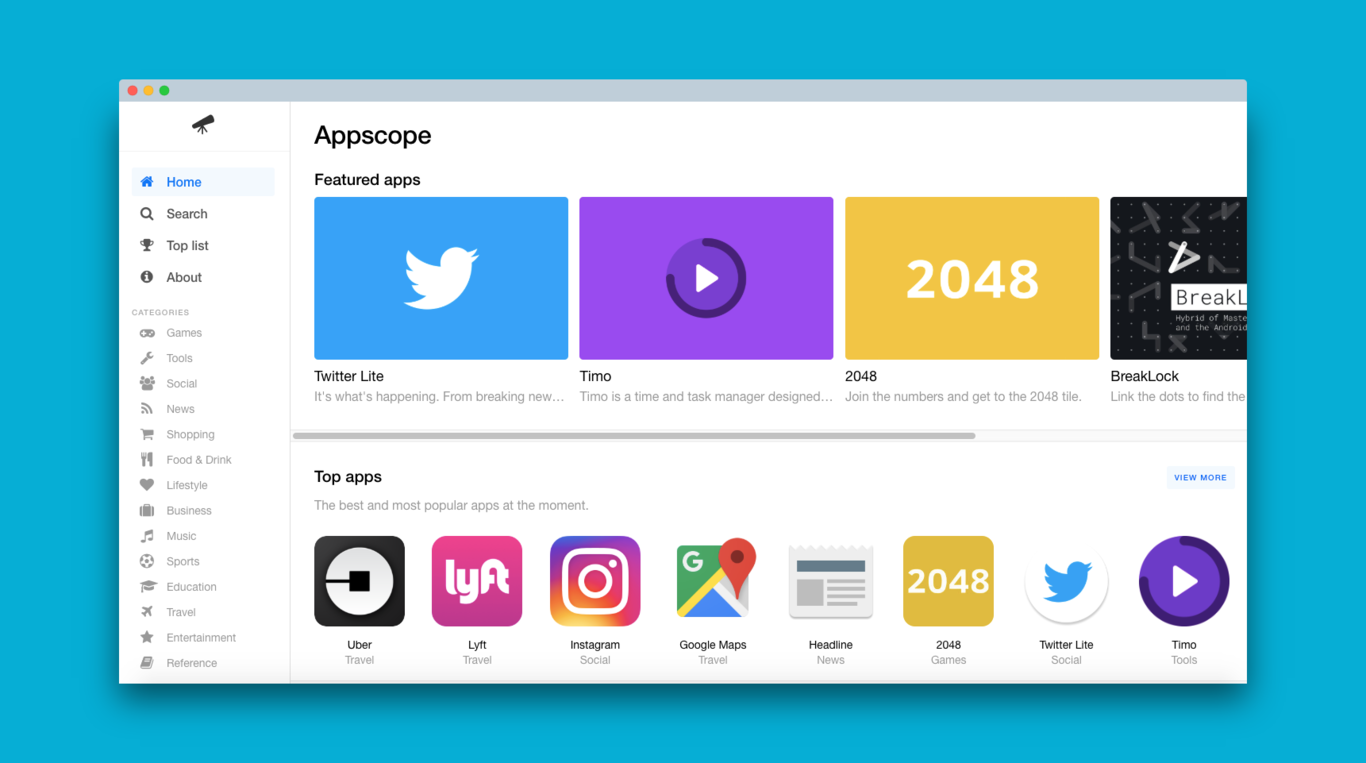 Appscope
Home
Search
Top list
About
CATEGORIES
Games
Tools
Social
News
Shopping
Food & Drink
Lifestyle
Business
Music
Sports
Education
Travel
Entertainment
Reference
Featured apps
2048
BreakL
Hybrid of Maste
and the Android
Twitter Lite
It's what's happening. From breaking new…
Timo
Timo is a time and task manager designed…
2048
Join the numbers and get to the 2048 tile.
BreakLock
Link the dots to find the
Top apps
VIEW MORE
The best and most popular apps at the moment.
lyft
G
2048
Uber
Travel
Lyft
Travel
Instagram
Social
Google Maps
Travel
Headline
News
2048
Games
Twitter Lite
Social
Timo
Tools